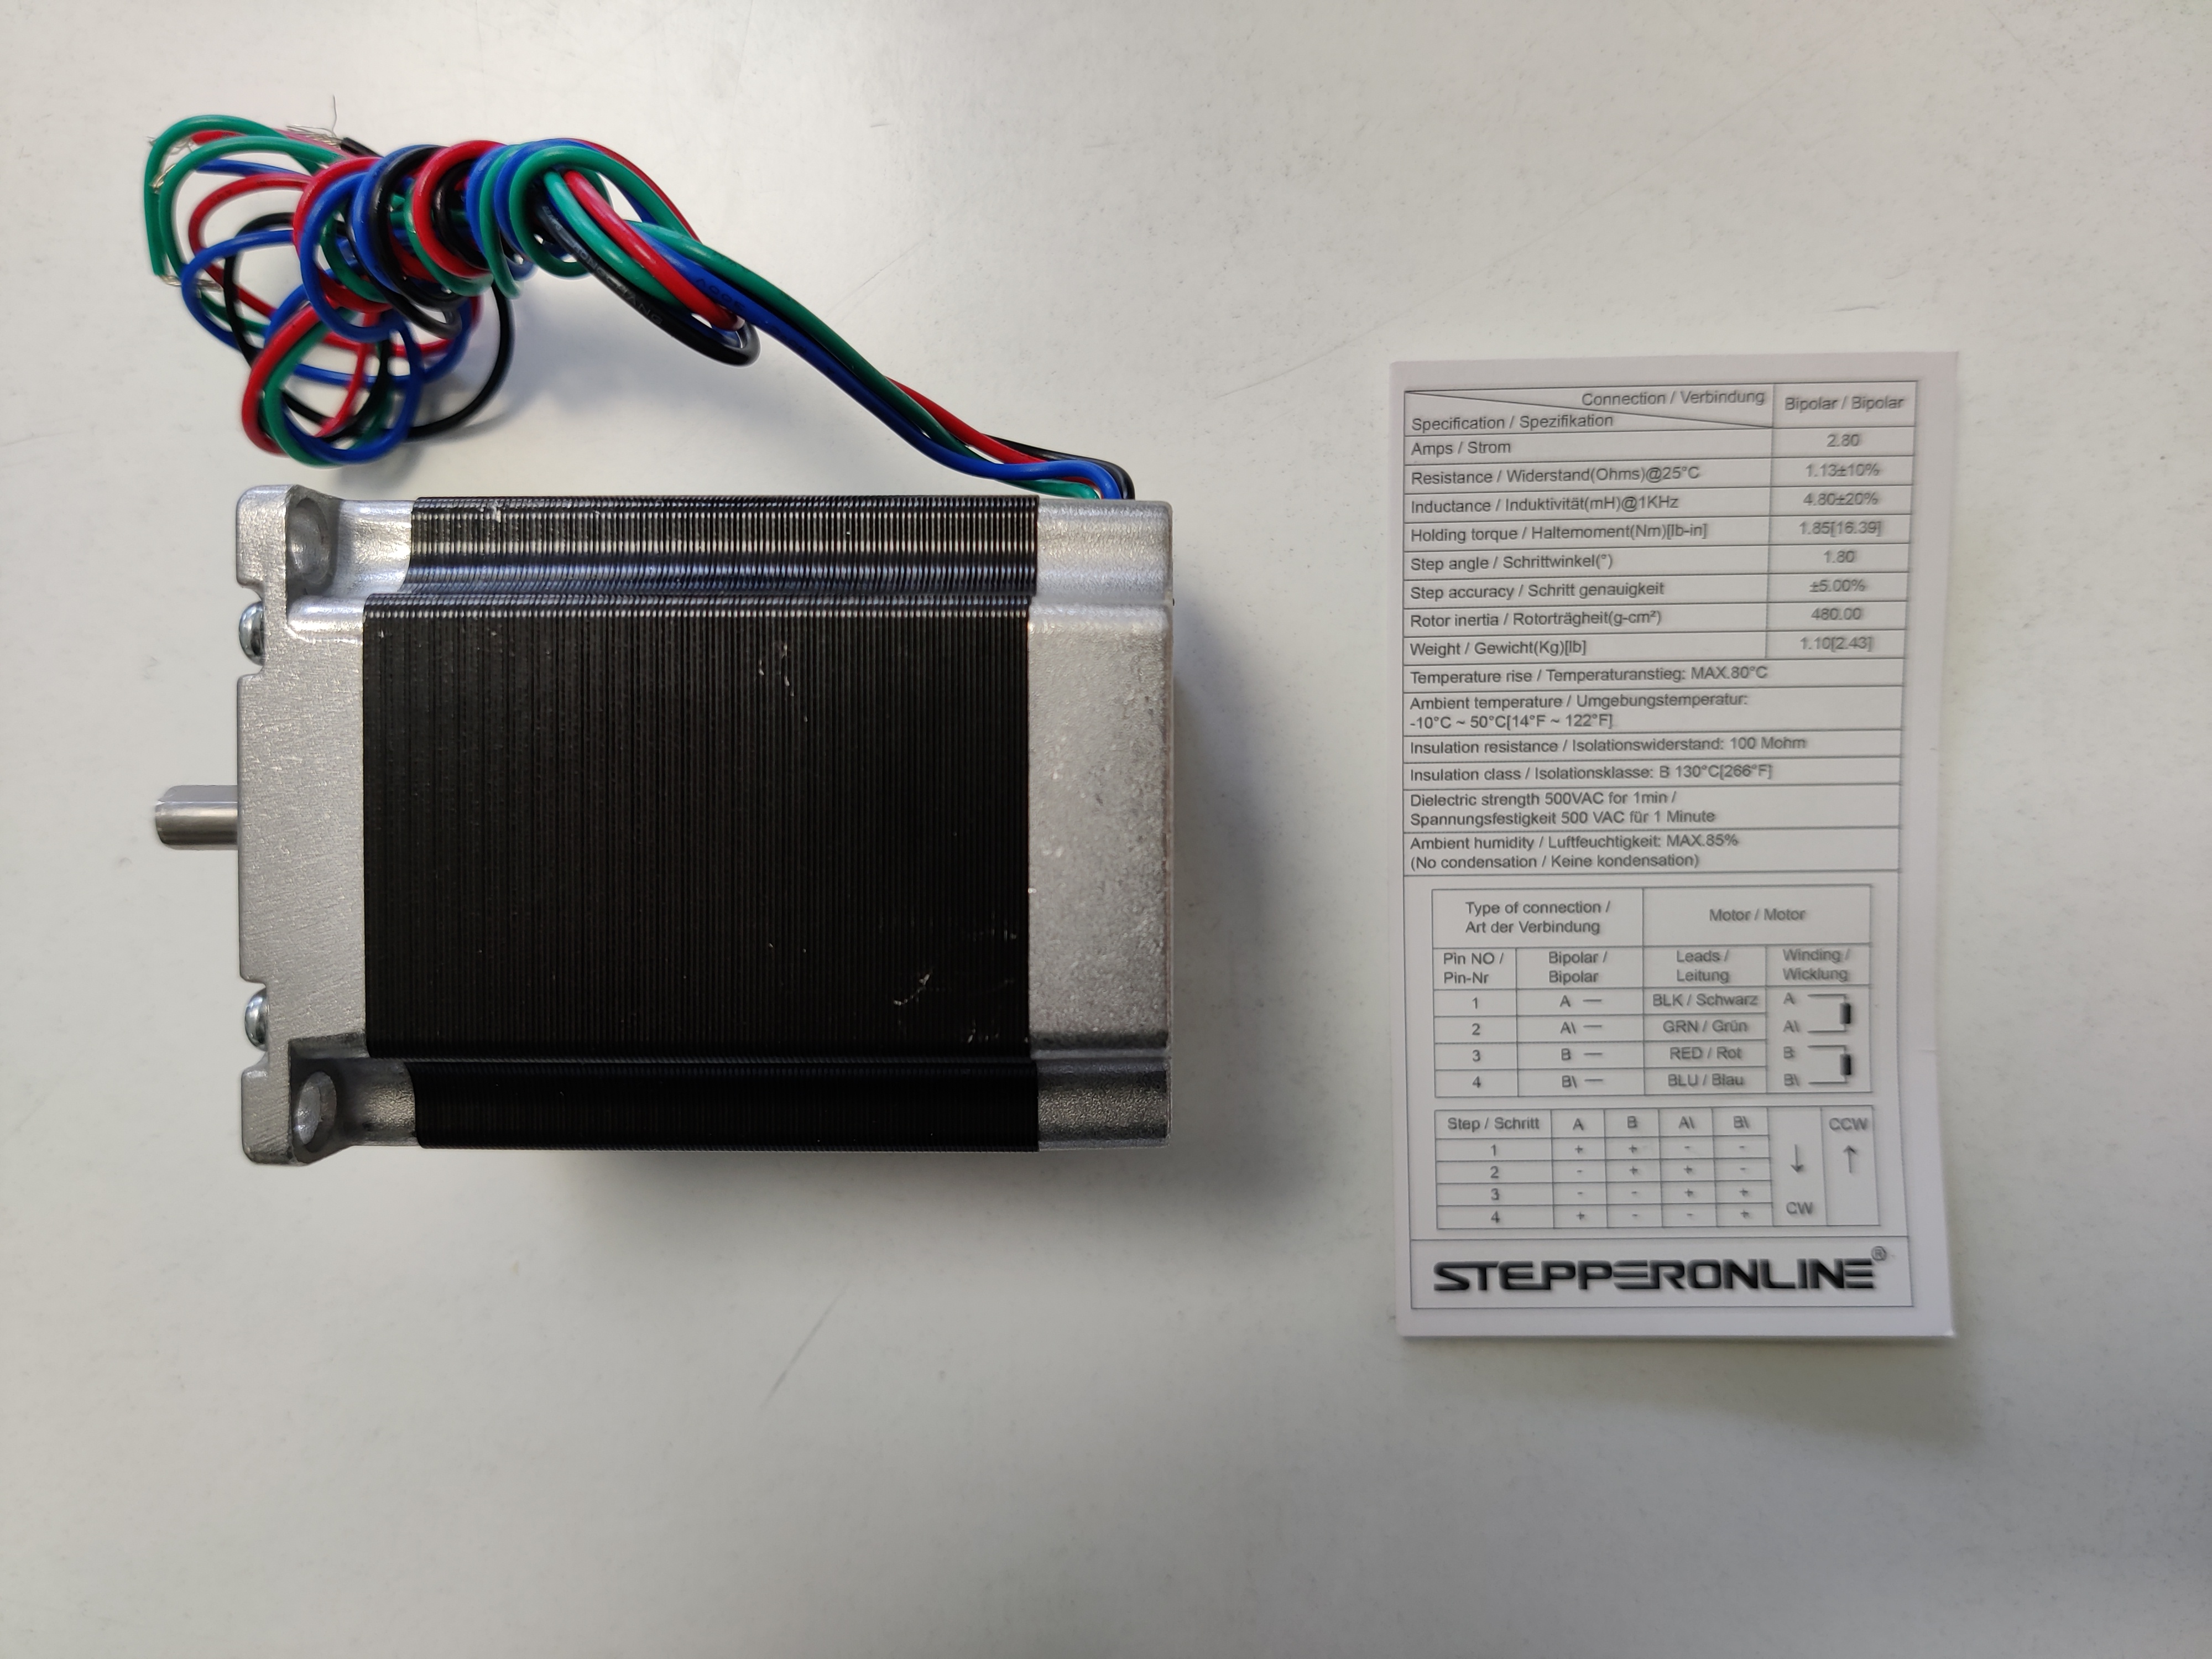 Connection / Verbindung
Bipolar / Bipolar
Specification / Spezifikation
Amps / Strom 2.80
Resistance / Widerstand(Ohms)@25°C 1.13±10%
Inductance / Induktivität(mH)@1KHz 4.80±20%
Holding torque / Haltemoment(Nm)[lb-in] 1.85[16.39]
Step angle / Schrittwinkel(°) 1.80
Step accuracy / Schritt genauigkeit ±5.00%
Rotor inertia / Rotorträgheit(g-cm²) 480.00
Weight / Gewicht(Kg)[lb] 1.10[2.43]
Temperature rise / Temperaturanstieg: MAX.80°C
Ambient temperature / Umgebungstemperatur:
-10°C ~ 50°C[14°F ~ 122°F]
Insulation resistance / Isolationswiderstand: 100 Mohm
Insulation class / Isolationsklasse: B 130°C[266°F]
Dielectric strength 500VAC for 1min /
Spannungsfestigkeit 500 VAC für 1 Minute
Ambient humidity / Luftfeuchtigkeit: MAX.85%
(No condensation / Keine kondensation)
Type of connection /
Art der Verbindung
Motor / Motor
Pin NO /
Pin-Nr
Bipolar /
Bipolar
Leads /
Leitung
Winding /
Wicklung
1 A — BLK / Schwarz A
2 A\ — GRN / Grün A\
3 B — RED / Rot B
4 B\ — BLU / Blau B\
Step / Schritt A B A\ B\ CCW
1 + + - -
2 - + + -
3 - - + +
4 + - - + CW
STEPPERONLINE®